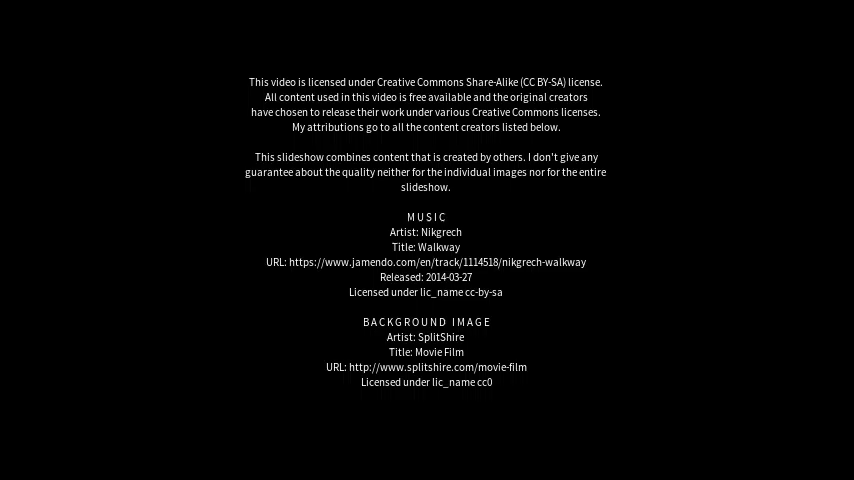 This video is licensed under Creative Commons Share-Alike (CC BY-SA) license.
All content used in this video is free available and the original creators
have chosen to release their work under various Creative Commons licenses.
My attributions go to all the content creators listed below.
This slideshow combines content that is created by others. I don't give any
guarantee about the quality neither for the individual images nor for the entire
slideshow.
M U S I C
Artist: Nikgrech
Title: Walkway
URL: https://www.jamendo.com/en/track/1114518/nikgrech-walkway
Released: 2014-03-27
Licensed under lic_name cc-by-sa
B A C K G R O U N D  I M A G E
Artist: SplitShire
Title: Movie Film
URL: http://www.splitshire.com/movie-film
Licensed under lic_name cc0